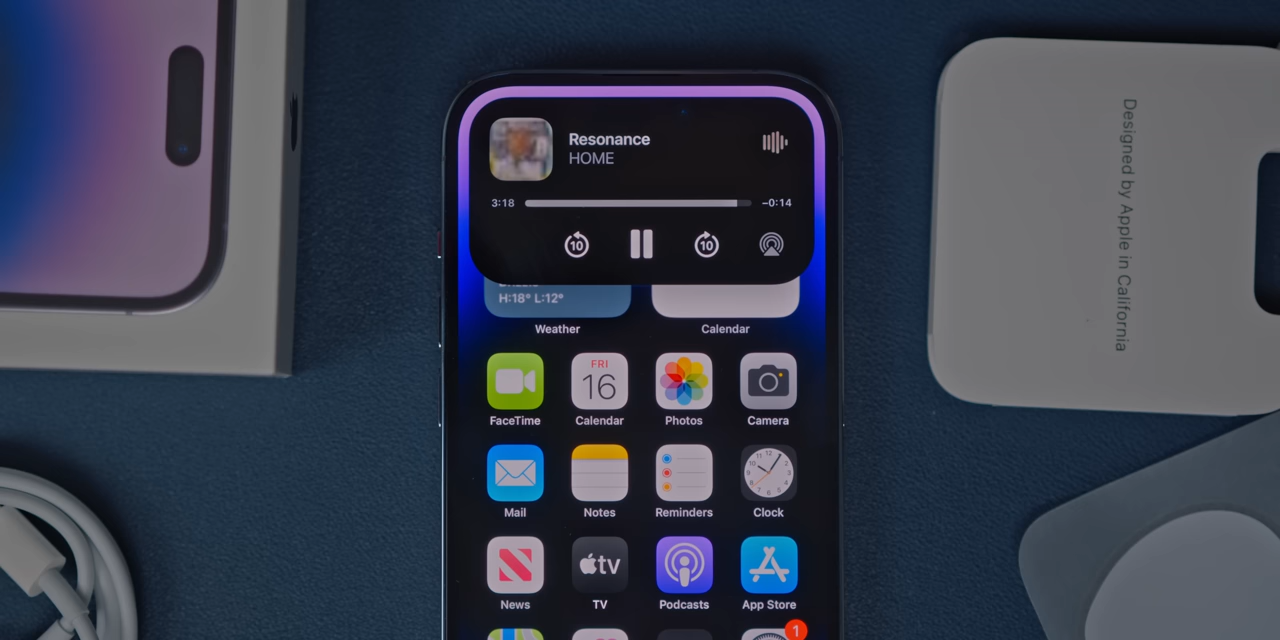 Resonance
HOME
3:18
−0:14
10
10
H:18° L:12°
Weather
Calendar
FRI
16
FaceTime
Calendar
Photos
Camera
Mail
Notes
Reminders
Clock
tv
News
TV
Podcasts
App Store
1
Designed by Apple in California